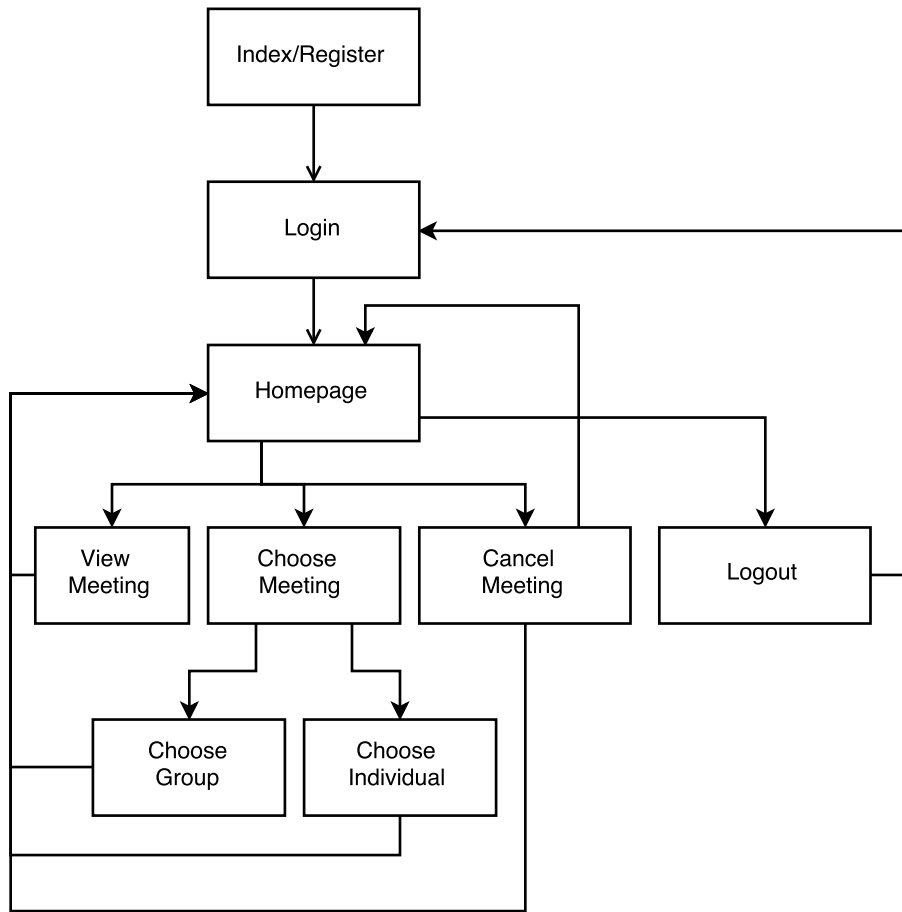 Index/Register
Login
Homepage
View
Meeting
Choose
Meeting
Cancel
Meeting
Logout
Choose
Group
Choose
Individual